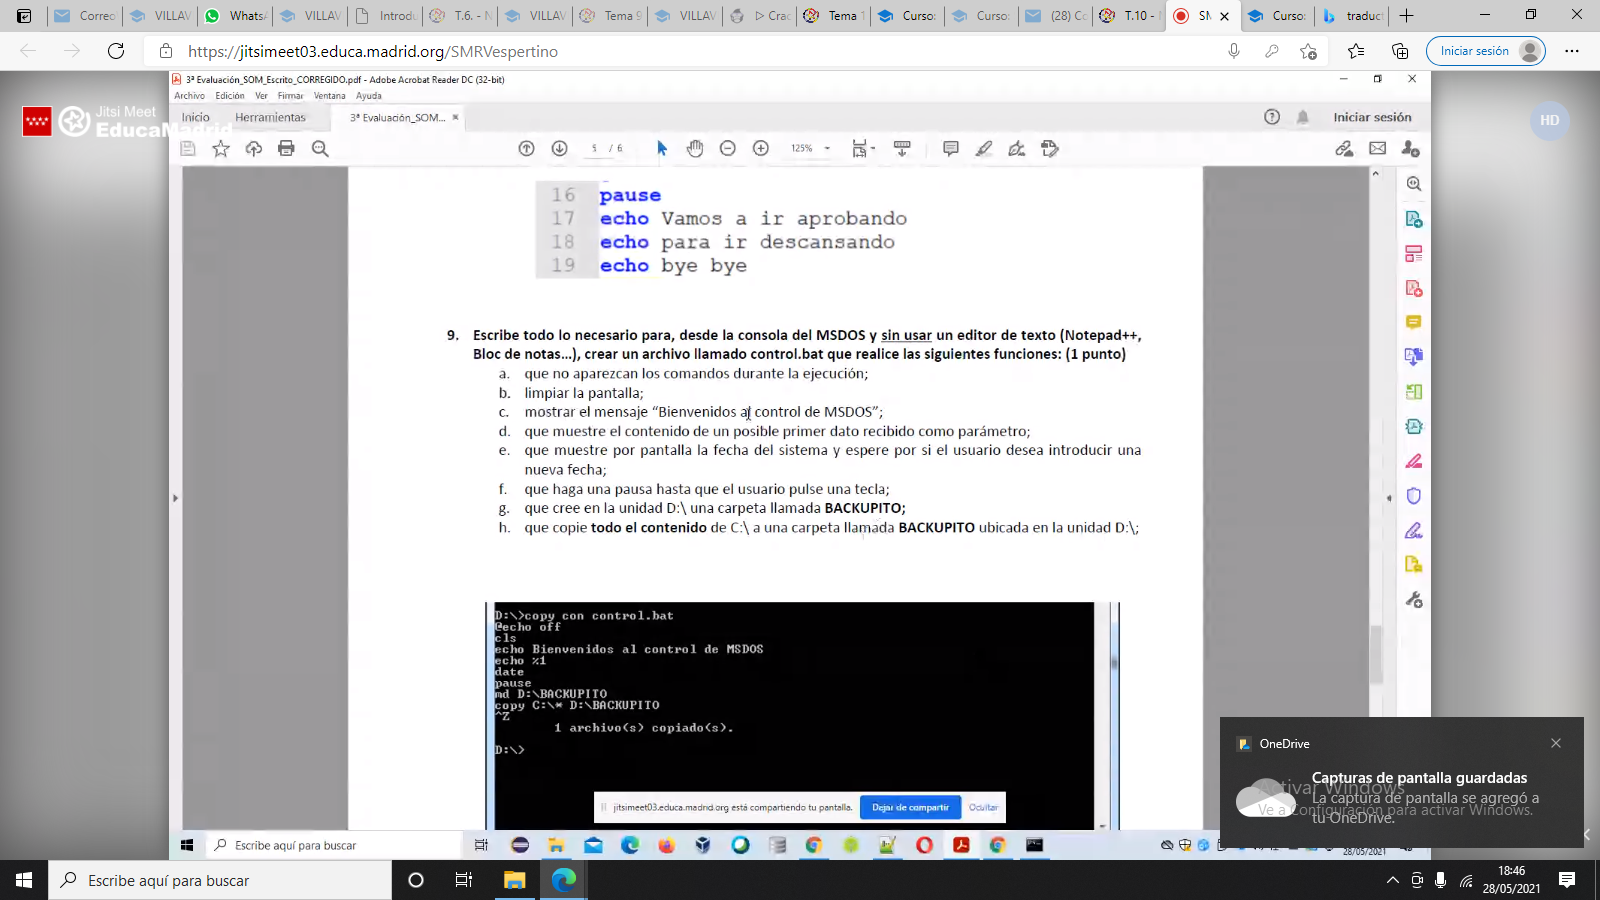 Correo
VILLAV
WhatsA
VILLAV
Introdu
T.6. - N
VILLAV
Tema 9
VILLAV
Crac
Tema 1
Curso:
Curso:
(28) Co
T.10 -
SM
Curso:
traduct
https://jitsimeet03.educa.madrid.org/SMRVespertino
Iniciar sesión
3ª Evaluación_SOM_Escrito_CORREGIDO.pdf - Adobe Acrobat Reader DC (32-bit)
Archivo Edición Ver Firmar Ventana Ayuda
Jitsi Meet
EducaMadrid
HD
Inicio Herramientas 3ª Evaluación_SOM... Iniciar sesión
5 / 6 125%
16 pause
17 echo Vamos a ir aprobando
18 echo para ir descansando
19 echo bye bye
9. Escribe todo lo necesario para, desde la consola del MSDOS y sin usar un editor de texto (Notepad++,
Bloc de notas...), crear un archivo llamado control.bat que realice las siguientes funciones: (1 punto)
a. que no aparezcan los comandos durante la ejecución;
b. limpiar la pantalla;
c. mostrar el mensaje “Bienvenidos al control de MSDOS”;
d. que muestre el contenido de un posible primer dato recibido como parámetro;
e. que muestre por pantalla la fecha del sistema y espere por si el usuario desea introducir una
nueva fecha;
f. que haga una pausa hasta que el usuario pulse una tecla;
g. que cree en la unidad D:\ una carpeta llamada BACKUPITO;
h. que copie todo el contenido de C:\ a una carpeta llamada BACKUPITO ubicada en la unidad D:\;
D:\>copy con control.bat
@echo off
cls
echo Bienvenidos al control de MSDOS
echo %1
date
pause
md D:\BACKUPITO
copy C:\* D:\BACKUPITO
^Z
1 archivo(s) copiado(s).
D:\>
jitsimeet03.educa.madrid.org está compartiendo tu pantalla. Dejar de compartir Ocultar
OneDrive
Capturas de pantalla guardadas
La captura de pantalla se agregó a
tu OneDrive.
Activar Windows
Ve a Configuración para activar Windows.
Escribe aquí para buscar
28/05/2021
Escribe aquí para buscar
18:46
28/05/2021